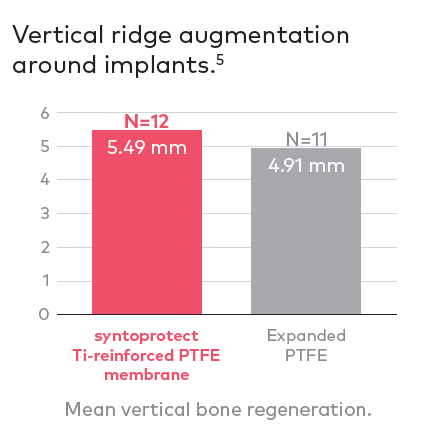 Vertical ridge augmentation
around implants.5
6
N=12
N=11
5
5.49 mm
4.91 mm
4
3
2
1
0
syntoprotect
Ti-reinforced PTFE
membrane
Expanded
PTFE
Mean vertical bone regeneration.